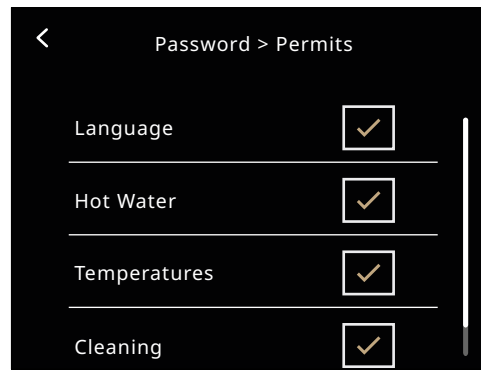 Password > Permits
Language
Hot Water
Temperatures
Cleaning